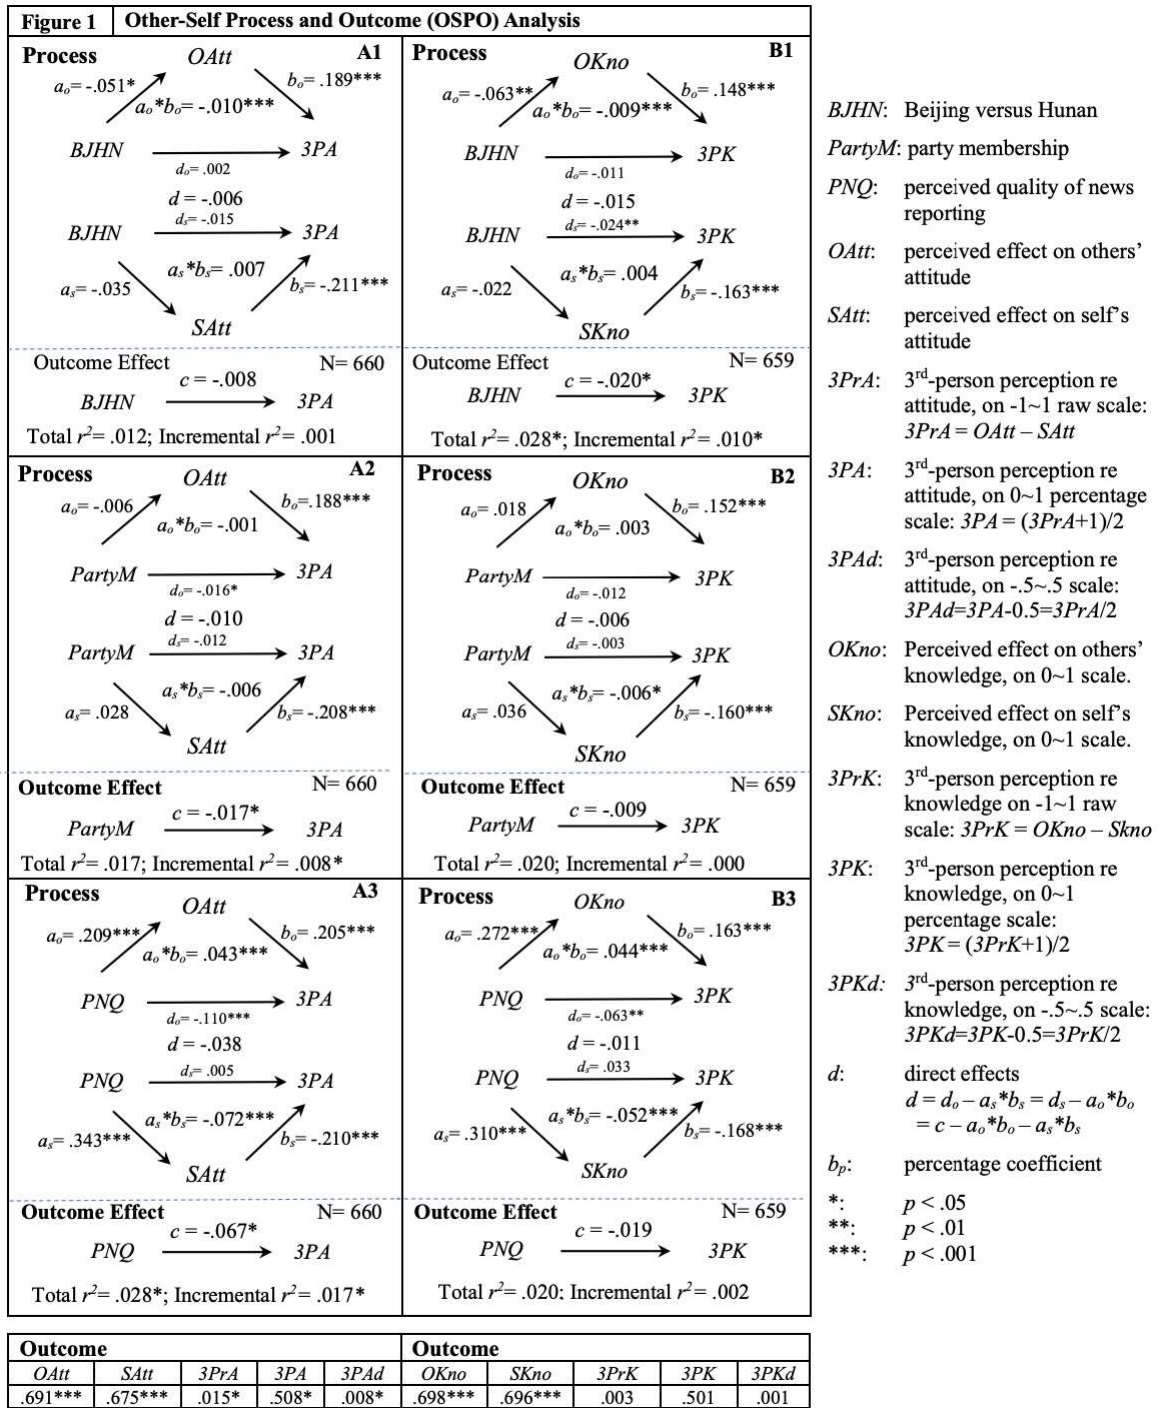 Figure 1 Other-Self Process and Outcome (OSPO) Analysis
Process A1
OAtt
aₒ= -.051*
bₒ= .189***
aₒ*bₒ= -.010***
BJHN 3PA
dₒ= .002
d = -.006
dₛ= -.015
BJHN 3PA
aₛ*bₛ= .007
aₛ= -.035
bₛ= -.211***
SAtt
Outcome Effect N= 660
c = -.008
BJHN 3PA
Total r²= .012; Incremental r²= .001
Process B1
OKno
aₒ= -.063**
bₒ= .148***
aₒ*bₒ= -.009***
BJHN 3PK
dₒ= -.011
d = -.015
dₛ= -.024**
BJHN 3PK
aₛ*bₛ= .004
aₛ= -.022
bₛ= -.163***
SKno
Outcome Effect N= 659
c = -.020*
BJHN 3PK
Total r²= .028*; Incremental r²= .010*
Process A2
OAtt
aₒ= -.006
bₒ=.188***
aₒ*bₒ= -.001
PartyM 3PA
dₒ= -.016*
d = -.010
dₛ= -.012
PartyM 3PA
aₛ*bₛ= -.006
aₛ= .028
bₛ= -.208***
SAtt
Outcome Effect N= 660
c = -.017*
PartyM 3PA
Total r²= .017; Incremental r²= .008*
Process B2
OKno
aₒ= .018
bₒ= .152***
aₒ*bₒ= .003
PartyM 3PK
dₒ= -.012
d = -.006
dₛ= -.003
PartyM 3PK
aₛ*bₛ= -.006*
aₛ= .036
bₛ= -.160***
SKno
Outcome Effect N= 659
c = -.009
PartyM 3PK
Total r²= .020; Incremental r²= .000
Process A3
OAtt
aₒ= .209***
bₒ= .205***
aₒ*bₒ= .043***
PNQ 3PA
dₒ= -.110***
d = -.038
dₛ= .005
PNQ 3PA
aₛ*bₛ= -.072***
aₛ= .343***
bₛ= -.210***
SAtt
Outcome Effect N= 660
c = -.067*
PNQ 3PA
Total r²= .028*; Incremental r²= .017*
Process B3
OKno
aₒ= .272***
bₒ= .163***
aₒ*bₒ= .044***
PNQ 3PK
dₒ= -.063**
d = -.011
dₛ= .033
PNQ 3PK
aₛ*bₛ= -.052***
aₛ= .310***
bₛ= -.168***
SKno
Outcome Effect N= 659
c = -.019
PNQ 3PK
Total r²= .020; Incremental r²= .002
BJHN: Beijing versus Hunan
PartyM: party membership
PNQ: perceived quality of news
reporting
OAtt: perceived effect on others'
attitude
SAtt: perceived effect on self's
attitude
3PrA: 3rd-person perception re
attitude, on -1~1 raw scale:
3PrA = OAtt – SAtt
3PA: 3rd-person perception re
attitude, on 0~1 percentage
scale: 3PA = (3PrA+1)/2
3PAd: 3rd-person perception re
attitude, on -.5~.5 scale:
3PAd=3PA-0.5=3PrA/2
OKno: Perceived effect on others'
knowledge, on 0~1 scale.
SKno: Perceived effect on self's
knowledge, on 0~1 scale.
3PrK: 3rd-person perception re
knowledge on -1~1 raw
scale: 3PrK = OKno – Skno
3PK: 3rd-person perception re
knowledge, on 0~1
percentage scale:
3PK = (3PrK+1)/2
3PKd: 3rd-person perception re
knowledge, on -.5~.5 scale:
3PKd=3PK-0.5=3PrK/2
d: direct effects
d = dₒ – aₛ*bₛ = dₛ – aₒ*bₒ
= c – aₒ*bₒ – aₛ*bₛ
bₚ: percentage coefficient
*: p < .05
**: p < .01
***: p < .001
Outcome Outcome
OAtt SAtt 3PrA 3PA 3PAd OKno SKno 3PrK 3PK 3PKd
.691*** .675*** .015* .508* .008* .698*** .696*** .003 .501 .001